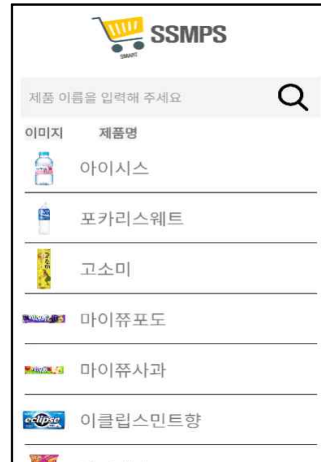 SSMPS
SMART
제품 이름을 입력해 주세요
이미지 제품명
아이시스
포카리스웨트
고소미
마이쮸포도
마이쮸사과
eclipse 이클립스민트향